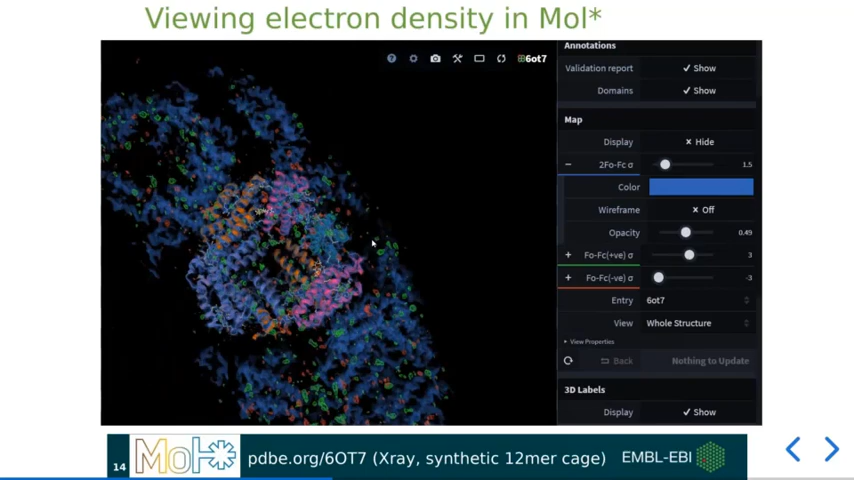 Viewing electron density in Mol*
6ot7
Annotations
Validation report ✓ Show
Domains ✓ Show
Map
Display × Hide
− 2Fo-Fc σ 1.5
Color
Wireframe × Off
Opacity 0.49
+ Fo-Fc(+ve) σ 3
+ Fo-Fc(-ve) σ -3
Entry 6ot7
View Whole Structure
View Properties
Back Nothing to Update
3D Labels
Display ✓ Show
14 Mol* pdbe.org/6OT7 (Xray, synthetic 12mer cage) EMBL-EBI